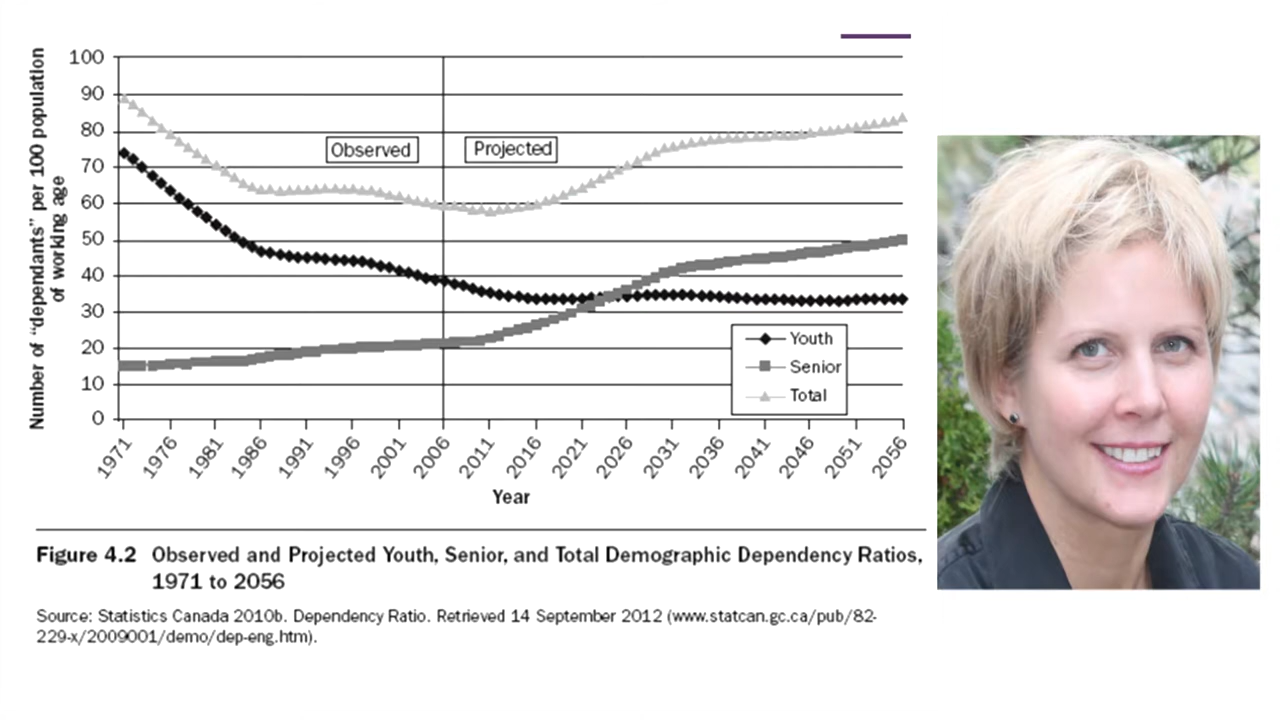 Number of “dependants” per 100 population
of working age
100
90
80
70
60
50
40
30
20
10
0
Observed
Projected
Youth
Senior
Total
1971
1976
1981
1986
1991
1996
2001
2006
2011
2016
2021
2026
2031
2036
2041
2046
2051
2056
Year
Figure 4.2 Observed and Projected Youth, Senior, and Total Demographic Dependency Ratios,
1971 to 2056
Source: Statistics Canada 2010b. Dependency Ratio. Retrieved 14 September 2012 (www.statcan.gc.ca/pub/82-
229-x/2009001/demo/dep-eng.htm).